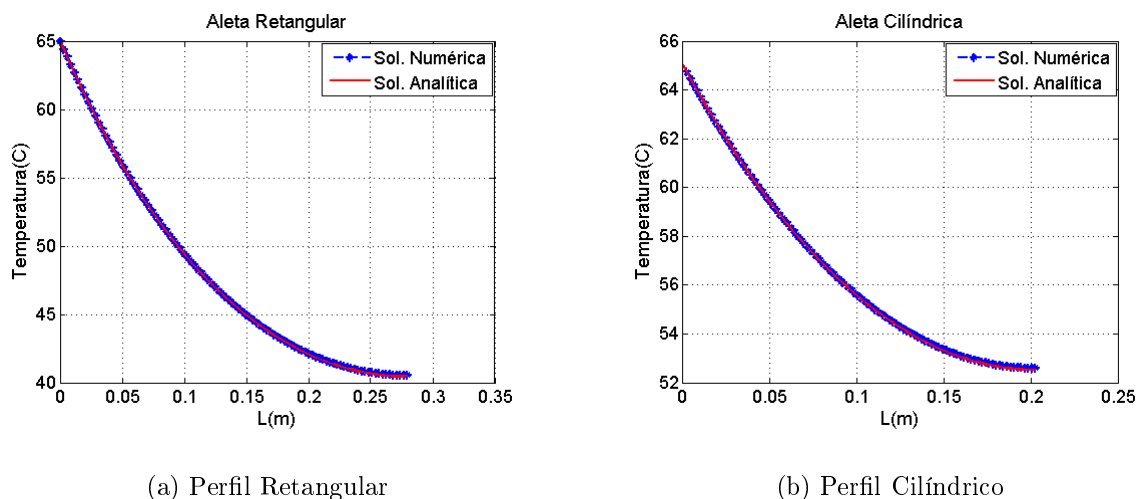 Aleta Retangular
65
60
55
50
45
40
0
0.05
0.1
0.15
0.2
0.25
0.3
0.35
Temperatura(C)
L(m)
Sol. Numérica
Sol. Analítica
(a) Perfil Retangular
Aleta Cilíndrica
66
64
62
60
58
56
54
52
0
0.05
0.1
0.15
0.2
0.25
Temperatura(C)
L(m)
Sol. Numérica
Sol. Analítica
(b) Perfil Cilíndrico